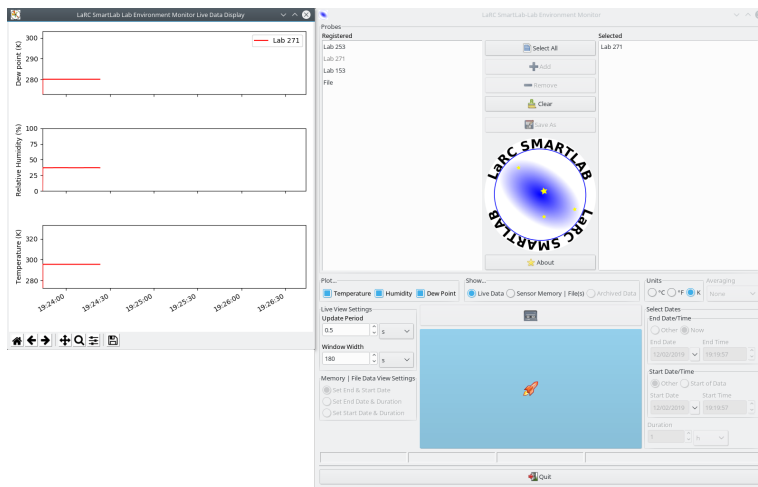 LaRC SmartLab Lab Environment Monitor Live Data Display
Lab 271
Dew point (K)
300
290
280
Relative Humidity (%)
100
75
50
25
0
Temperature (K)
320
300
280
19:24:00
19:24:30
19:25:00
19:25:30
19:26:00
19:26:30
LaRC SmartLab-Lab Environment Monitor
Probes
Registered
Lab 253
Lab 271
Lab 153
File
Select All
Add
Remove
Clear
Save As
LaRC SMARTLAB
LaRC SMARTLAB
About
Selected
Lab 271
Plot...
Temperature
Humidity
Dew Point
Show...
Live Data
Sensor Memory | File(s)
Archived Data
Units
°C
°F
K
Averaging
None
Live View Settings
Update Period
0.5
s
Window Width
180
s
Memory | File Data View Settings
Set End & Start Date
Set End Date & Duration
Set Start Date & Duration
Select Dates
End Date/Time
Other
Now
End Date
End Time
12/02/2019
19:19:57
Start Date/Time
Other
Start of Data
Start Date
Start Time
12/02/2019
19:19:57
Duration
1
Quit